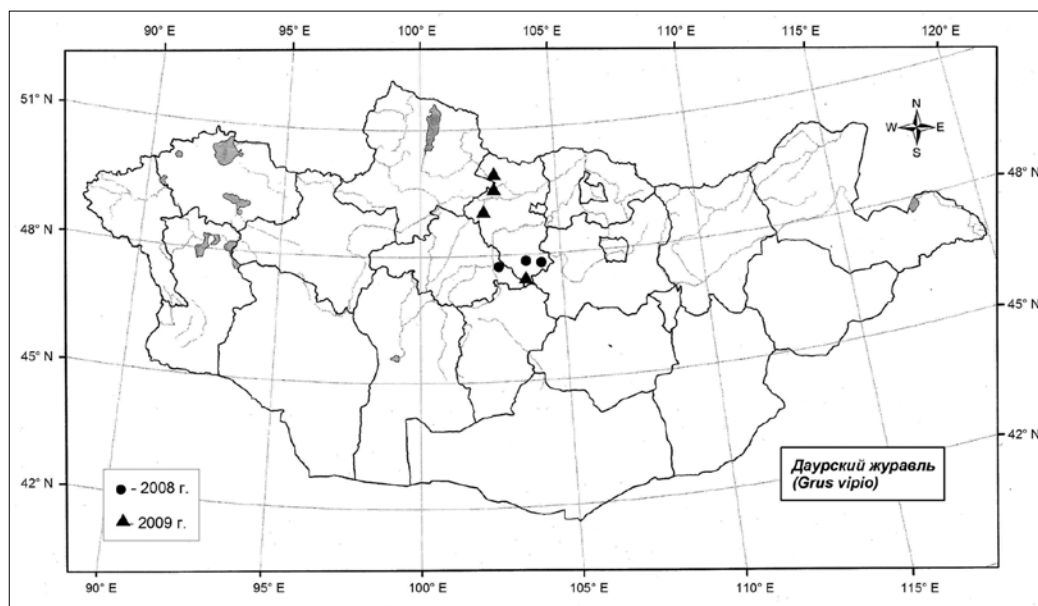 90° E 95° E 100° E 105° E 110° E 115° E 120° E
51° N
N
W E
S
48° N
48° N
45° N
45° N
42° N
42° N
Даурский журавль
(Grus vipio)
- 2008 г.
- 2009 г.
90° E 95° E 100° E 105° E 110° E 115° E